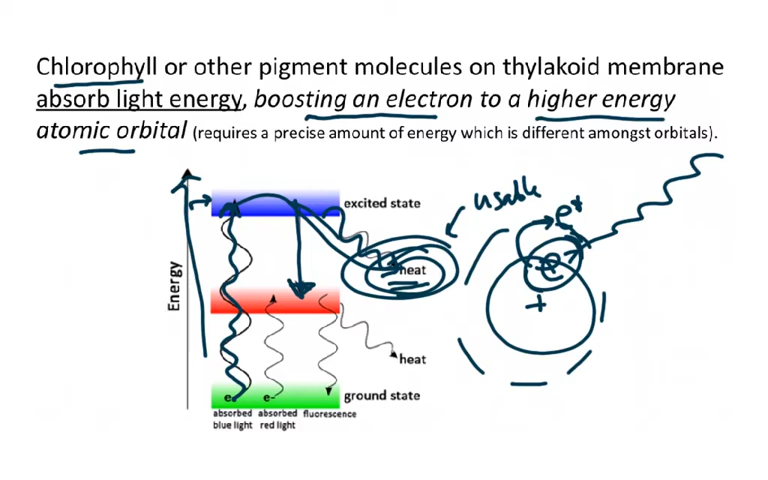 Chlorophyll or other pigment molecules on thylakoid membrane
absorb light energy, boosting an electron to a higher energy
atomic orbital (requires a precise amount of energy which is different amongst orbitals).
usable
e*
excited state
heat
e
+
Energy
heat
e- e- ground state
absorbed absorbed fluorescence
blue light red light